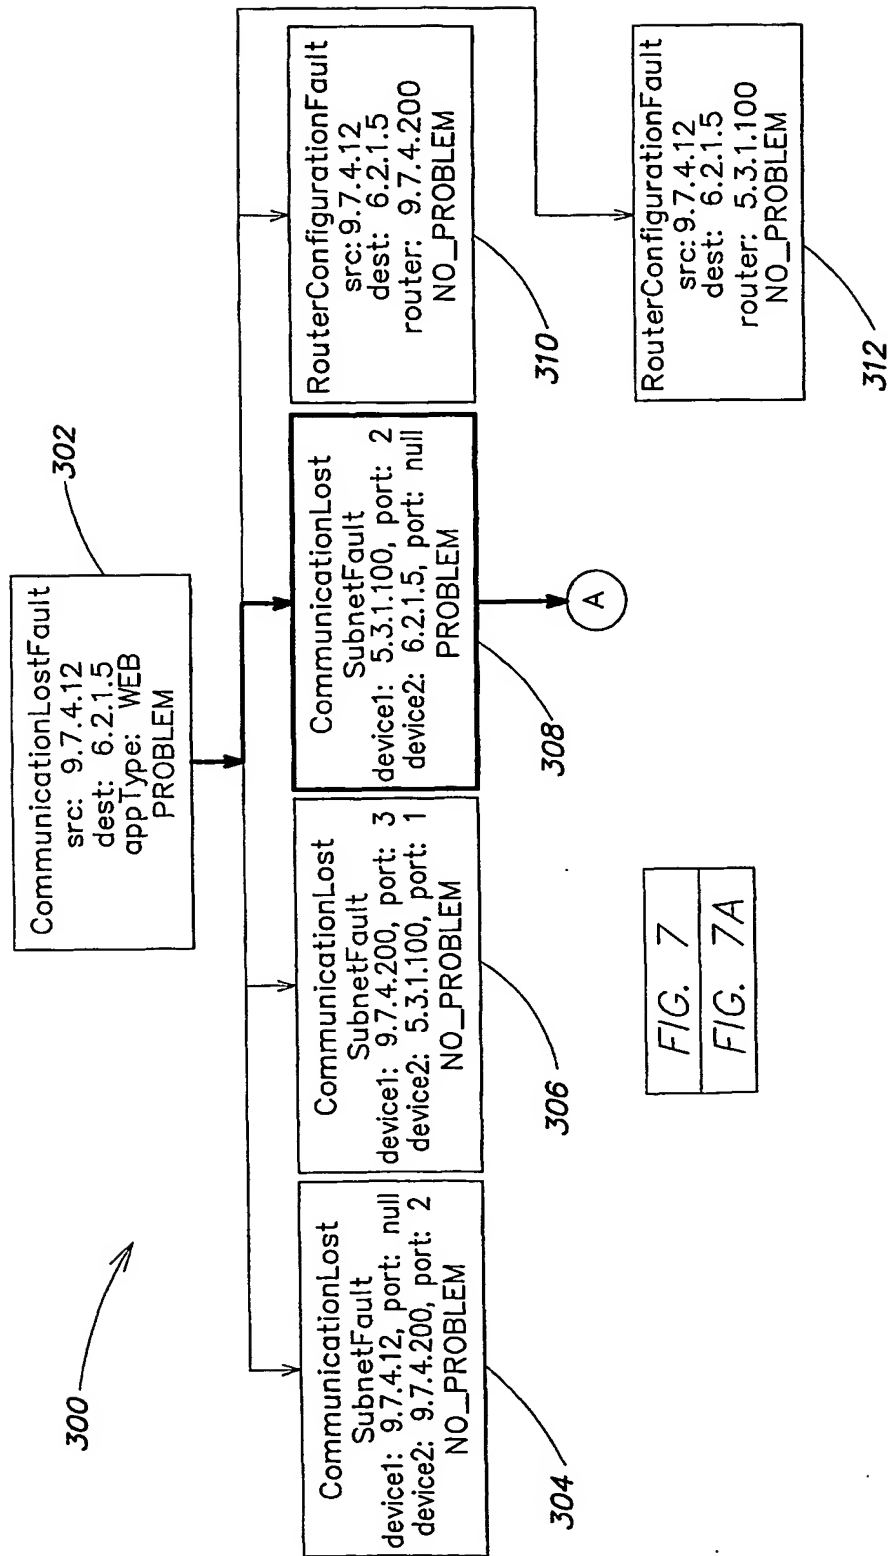 300
CommunicationLostFault
src: 9.7.4.12
dest: 6.2.1.5
appType: WEB
PROBLEM
302
CommunicationLost
SubnetFault
device1: 9.7.4.12, port: null
device2: 9.7.4.200, port: 2
NO_PROBLEM
304
CommunicationLost
SubnetFault
device1: 9.7.4.200, port: 3
device2: 5.3.1.100, port: 1
NO_PROBLEM
306
CommunicationLost
SubnetFault
device1: 5.3.1.100, port: 2
device2: 6.2.1.5, port: null
PROBLEM
308
A
RouterConfigurationFault
src: 9.7.4.12
dest: 6.2.1.5
router: 9.7.4.200
NO_PROBLEM
310
RouterConfigurationFault
src: 9.7.4.12
dest: 6.2.1.5
router: 5.3.1.100
NO_PROBLEM
312
FIG. 7
FIG. 7A